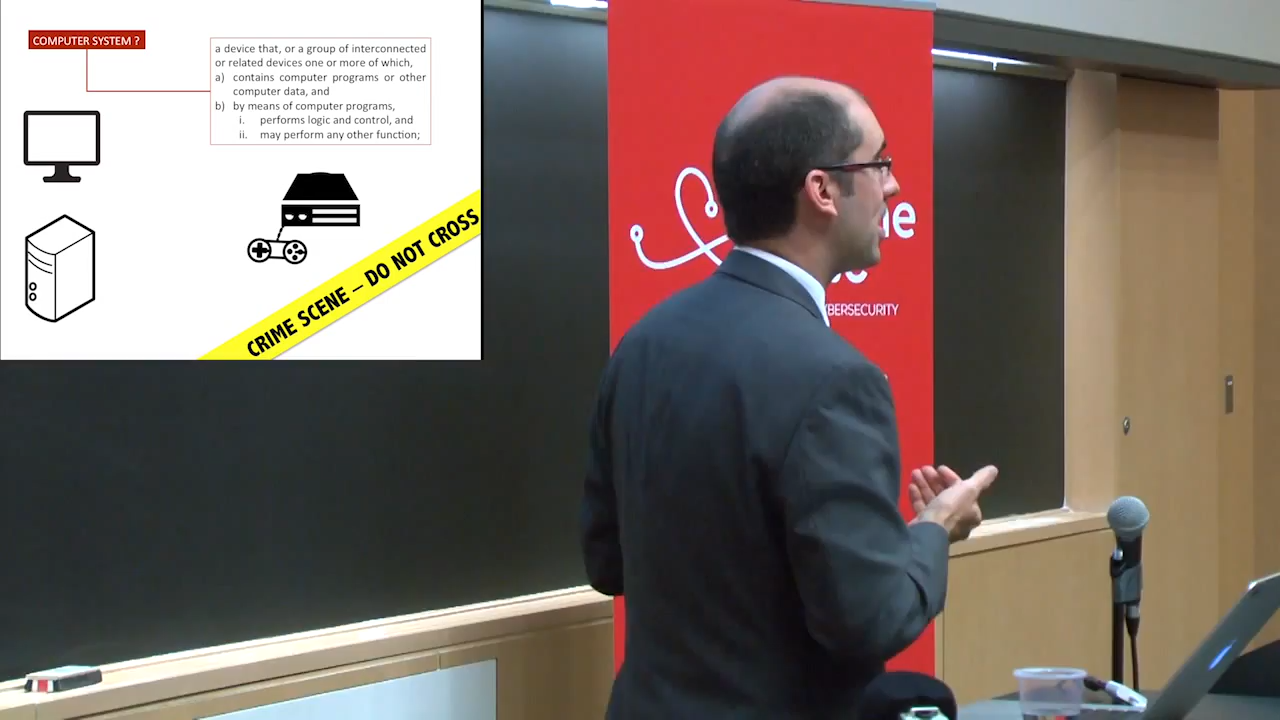 COMPUTER SYSTEM ?
a device that, or a group of interconnected
or related devices one or more of which,
a) contains computer programs or other
computer data, and
b) by means of computer programs,
i. performs logic and control, and
ii. may perform any other function;
CRIME SCENE – DO NOT CROSS